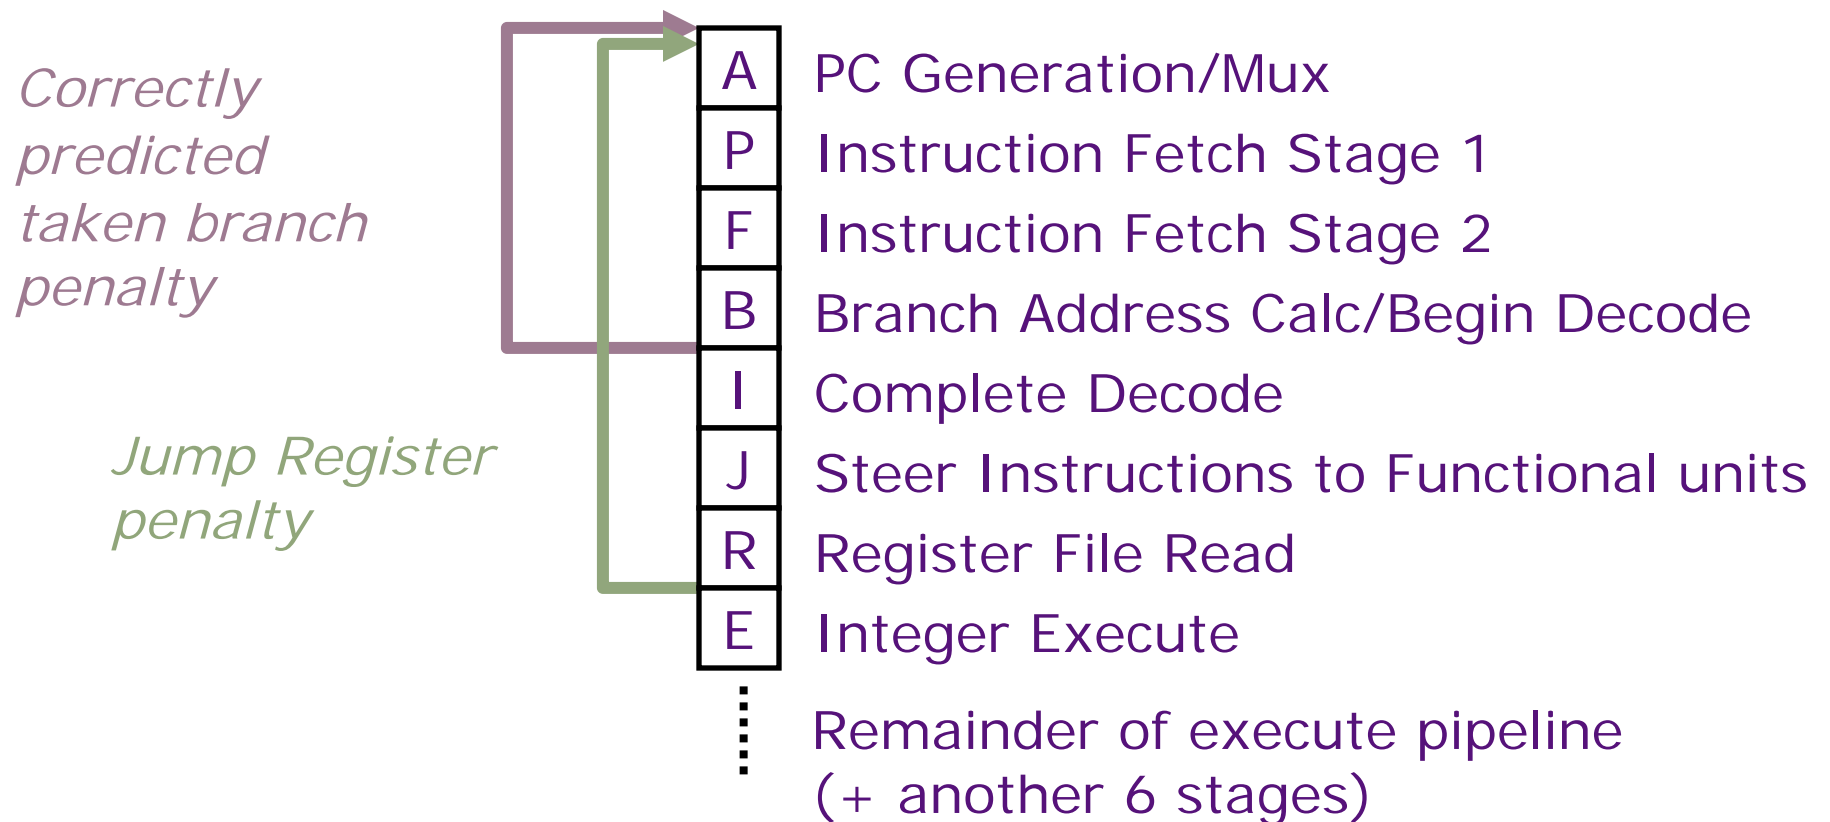 Correctly
predicted
taken branch
penalty
Jump Register
penalty
A PC Generation/Mux
P Instruction Fetch Stage 1
F Instruction Fetch Stage 2
B Branch Address Calc/Begin Decode
I Complete Decode
J Steer Instructions to Functional units
R Register File Read
E Integer Execute
Remainder of execute pipeline
(+ another 6 stages)